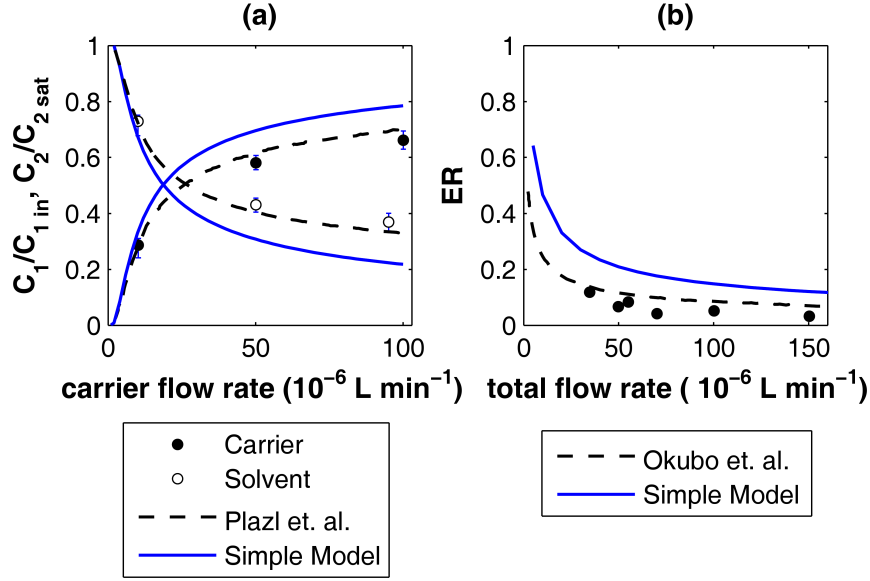 (a)
(b)
C1/C1 in, C2/C2 sat
1
0.8
0.6
0.4
0.2
0
0
50
100
carrier flow rate (10−6 L min−1)
ER
1
0.8
0.6
0.4
0.2
0
0
50
100
150
total flow rate ( 10−6 L min−1)
Carrier
Solvent
Plazl et. al.
Simple Model
Okubo et. al.
Simple Model